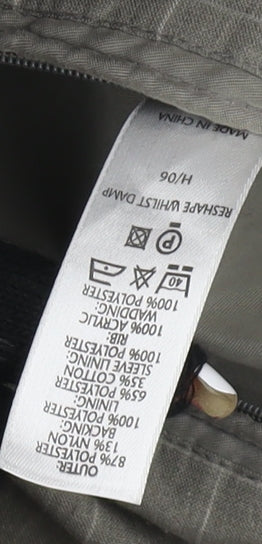 OUTER:
87% POLYESTER
13% NYLON
BACKING:
100% POLYESTER
LINING:
65% POLYESTER
35% COTTON
SLEEVE LINING:
100% POLYESTER
RIB:
100% ACRYLIC
WADDING:
100% POLYESTER
40
P
RESHAPE WHILST DAMP
H/06
MADE IN CHINA